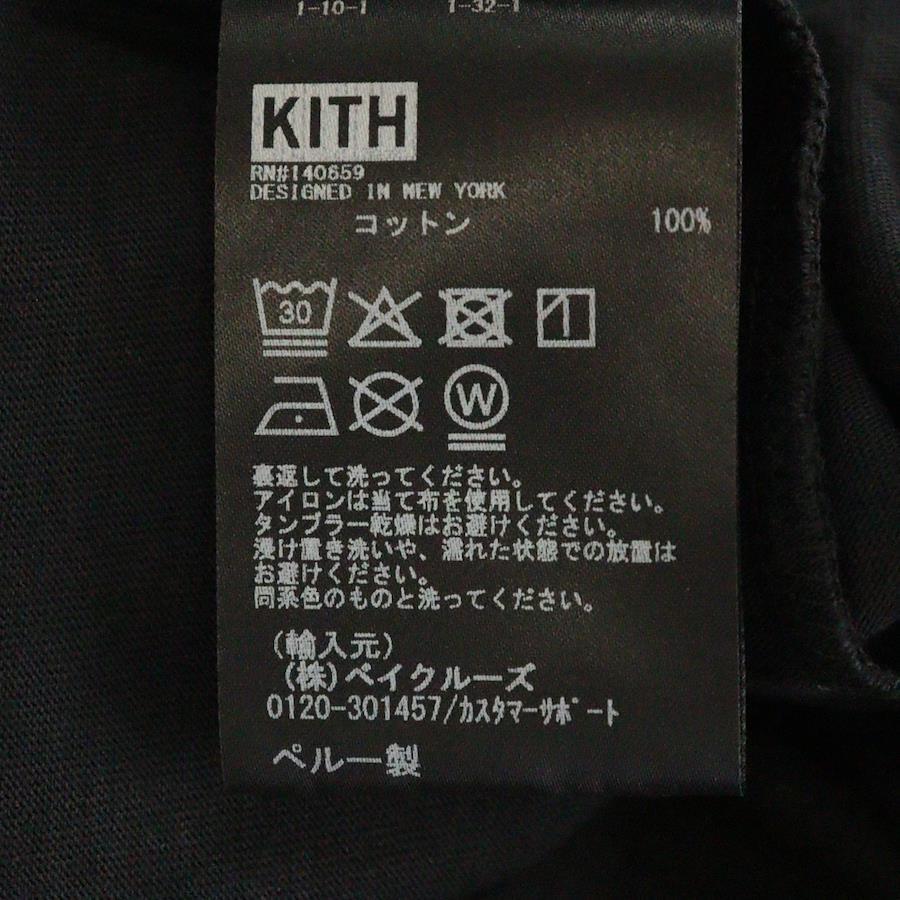 1-10-1 1-32-1
KITH
RN#140659
DESIGNED IN NEW YORK
コットン 100%
30
W
裏返して洗ってください。
アイロンは当て布を使用してください。
タンブラー乾燥はお避けください。
浸け置き洗いや、濡れた状態での放置は
お避けください。
同系色のものと洗ってください。
(輸入元)
(株)ベイクルーズ
0120-301457/カスタマーサポート
ペルー製